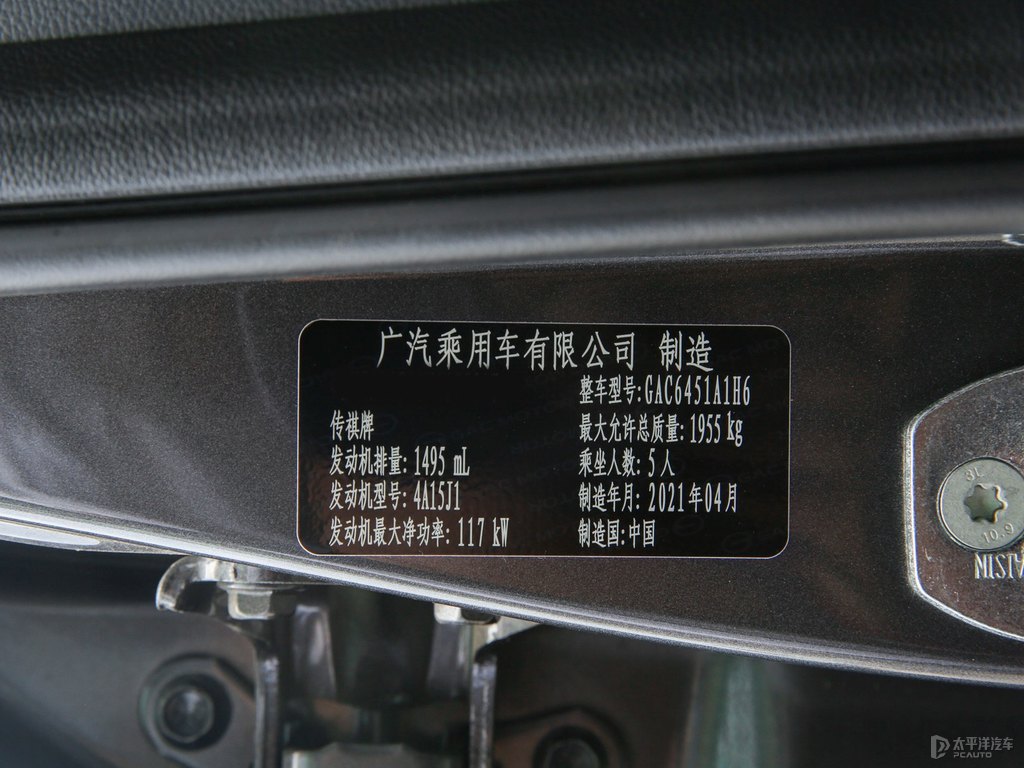 广汽乘用车有限公司 制造
整车型号:GAC6451A1H6
传祺牌
最大允许总质量:1955 kg
发动机排量:1495 mL
乘坐人数:5人
发动机型号:4A15J1
制造年月:2021年04月
发动机最大净功率:117 kW
制造国:中国
10.9
AISIN
太平洋汽车
PCAUTO